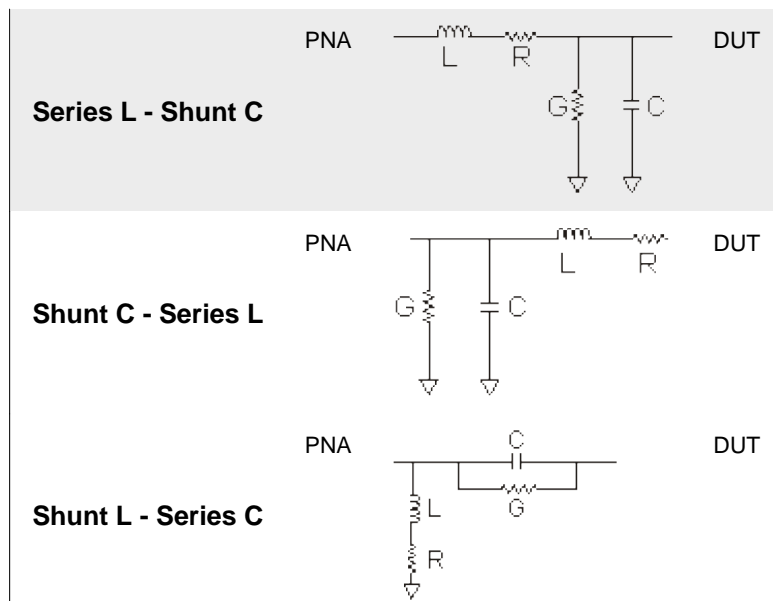 PNA DUT
L R
Series L - Shunt C
G C
PNA DUT
L R
G C
Shunt C - Series L
PNA DUT
C
L G
Shunt L - Series C
R